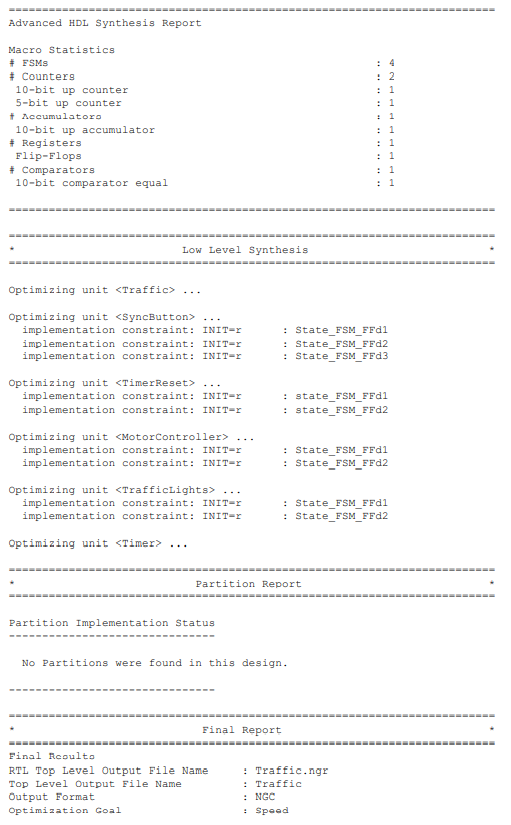 =========================================================================
Advanced HDL Synthesis Report

Macro Statistics
# FSMs                                                 : 4
# Counters                                             : 2
 10-bit up counter                                     : 1
 5-bit up counter                                      : 1
# Accumulators                                         : 1
 10-bit up accumulator                                 : 1
# Registers                                            : 1
 Flip-Flops                                            : 1
# Comparators                                          : 1
 10-bit comparator equal                               : 1

=========================================================================

=========================================================================
*                         Low Level Synthesis                           *
=========================================================================

Optimizing unit <Traffic> ...

Optimizing unit <SyncButton> ...
  implementation constraint: INIT=r      : State_FSM_FFd1
  implementation constraint: INIT=r      : State_FSM_FFd2
  implementation constraint: INIT=r      : State_FSM_FFd3

Optimizing unit <TimerReset> ...
  implementation constraint: INIT=r      : state_FSM_FFd1
  implementation constraint: INIT=r      : state_FSM_FFd2

Optimizing unit <MotorController> ...
  implementation constraint: INIT=r      : State_FSM_FFd1
  implementation constraint: INIT=r      : State_FSM_FFd2

Optimizing unit <TrafficLights> ...
  implementation constraint: INIT=r      : State_FSM_FFd1
  implementation constraint: INIT=r      : State_FSM_FFd2

Optimizing unit <Timer> ...

=========================================================================
*                           Partition Report                            *
=========================================================================

Partition Implementation Status
-------------------------------

  No Partitions were found in this design.

-------------------------------

=========================================================================
*                            Final Report                               *
=========================================================================
Final Results
RTL Top Level Output File Name     : Traffic.ngr
Top Level Output File Name         : Traffic
Output Format                      : NGC
Optimization Goal                  : Speed